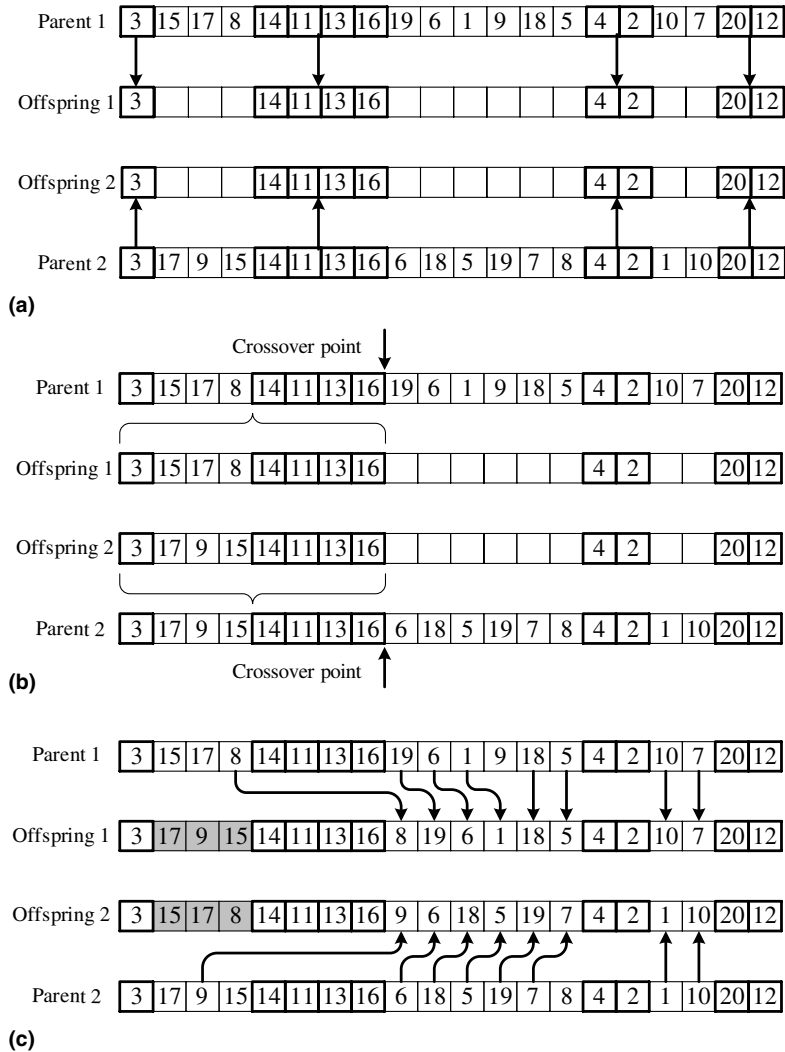 Parent 1 3 15 17 8 14 11 13 16 19 6 1 9 18 5 4 2 10 7 20 12
Offspring 1 3 14 11 13 16 4 2 20 12
Offspring 2 3 14 11 13 16 4 2 20 12
Parent 2 3 17 9 15 14 11 13 16 6 18 5 19 7 8 4 2 1 10 20 12
(a)
Crossover point
Parent 1 3 15 17 8 14 11 13 16 19 6 1 9 18 5 4 2 10 7 20 12
Offspring 1 3 15 17 8 14 11 13 16 4 2 20 12
Offspring 2 3 17 9 15 14 11 13 16 4 2 20 12
Parent 2 3 17 9 15 14 11 13 16 6 18 5 19 7 8 4 2 1 10 20 12
Crossover point
(b)
Parent 1 3 15 17 8 14 11 13 16 19 6 1 9 18 5 4 2 10 7 20 12
Offspring 1 3 17 9 15 14 11 13 16 8 19 6 1 18 5 4 2 10 7 20 12
Offspring 2 3 15 17 8 14 11 13 16 9 6 18 5 19 7 4 2 1 10 20 12
Parent 2 3 17 9 15 14 11 13 16 6 18 5 19 7 8 4 2 1 10 20 12
(c)